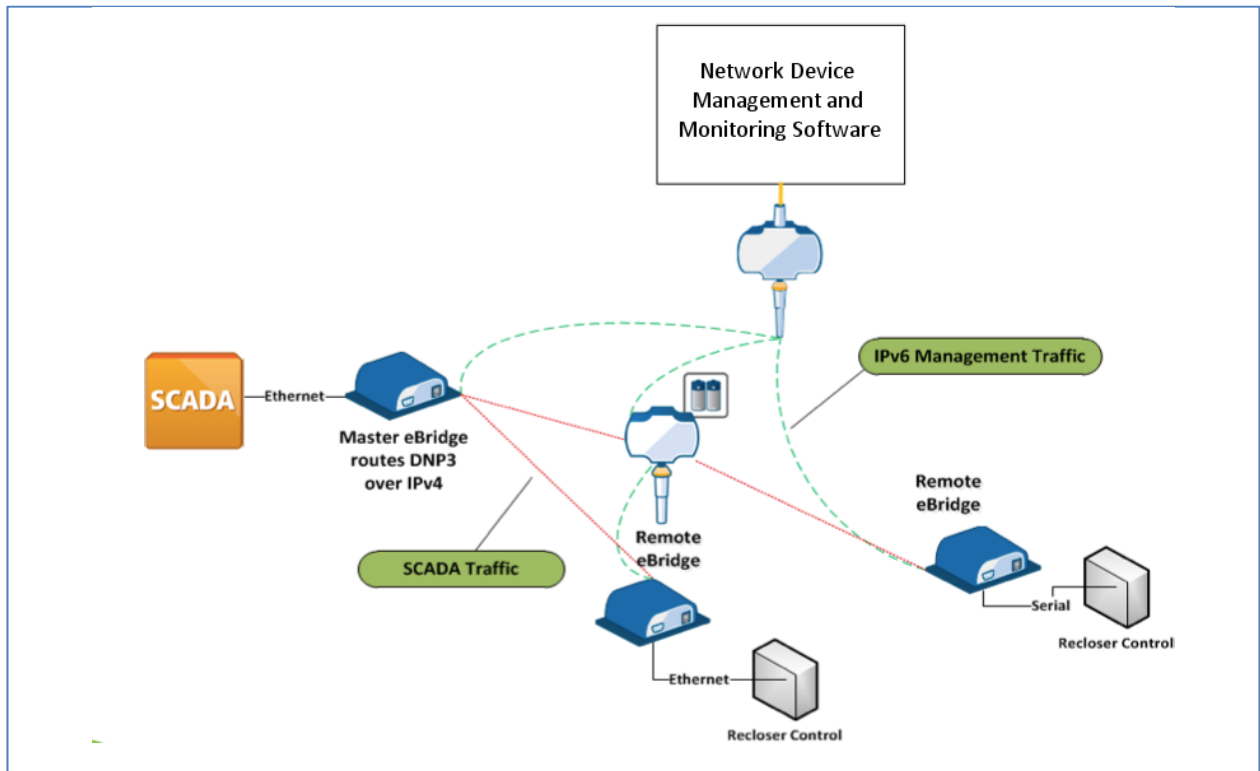 Network Device
Management and
Monitoring Software
IPv6 Management Traffic
SCADA
Ethernet
Master eBridge
routes DNP3
over IPv4
Remote
eBridge
SCADA Traffic
Remote
eBridge
Serial
Recloser Control
Ethernet
Recloser Control